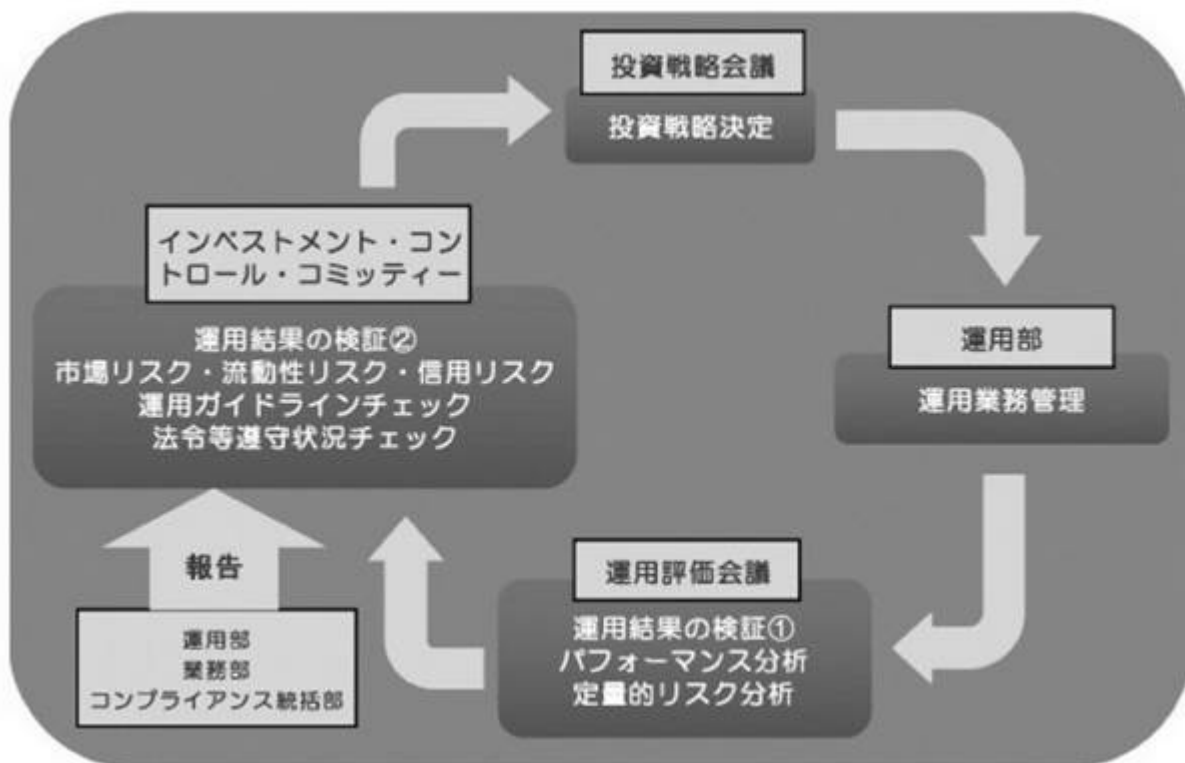 投資戦略会議
投資戦略決定
運用部
運用業務管理
運用評価会議
運用結果の検証①
パフォーマンス分析
定量的リスク分析
インベストメント・コン
トロール・コミッティー
運用結果の検証②
市場リスク・流動性リスク・信用リスク
運用ガイドラインチェック
法令等遵守状況チェック
報告
運用部
業務部
コンプライアンス統括部